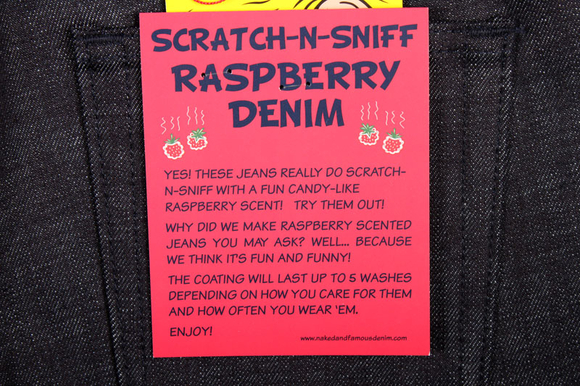 SCRATCH-N-SNIFF
RASPBERRY
DENIM
YES! THESE JEANS REALLY DO SCRATCH-
N-SNIFF WITH A FUN CANDY-LIKE
RASPBERRY SCENT! TRY THEM OUT!
WHY DID WE MAKE RASPBERRY SCENTED
JEANS YOU MAY ASK? WELL... BECAUSE
WE THINK IT'S FUN AND FUNNY!
THE COATING WILL LAST UP TO 5 WASHES
DEPENDING ON HOW YOU CARE FOR THEM
AND HOW OFTEN YOU WEAR 'EM.
ENJOY!
www.nakedandfamousdenim.com